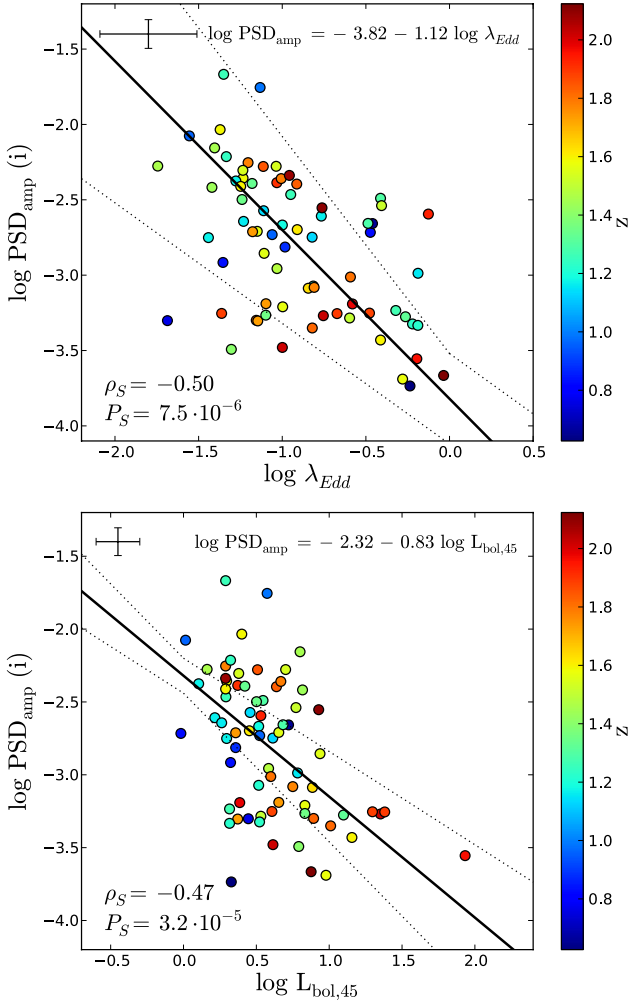 log PSD_amp = − 3.82 − 1.12 log λ_Edd
log PSD_amp (i)
−1.5
−2.0
−2.5
−3.0
−3.5
−4.0
ρ_S = −0.50
P_S = 7.5 · 10^−6
−2.0 −1.5 −1.0 −0.5 0.0 0.5
log λ_Edd
2.0
1.8
1.6
1.4
1.2
1.0
0.8
z
log PSD_amp = − 2.32 − 0.83 log L_bol,45
log PSD_amp (i)
−1.5
−2.0
−2.5
−3.0
−3.5
−4.0
ρ_S = −0.47
P_S = 3.2 · 10^−5
−0.5 0.0 0.5 1.0 1.5 2.0
log L_bol,45
2.0
1.8
1.6
1.4
1.2
1.0
0.8
z